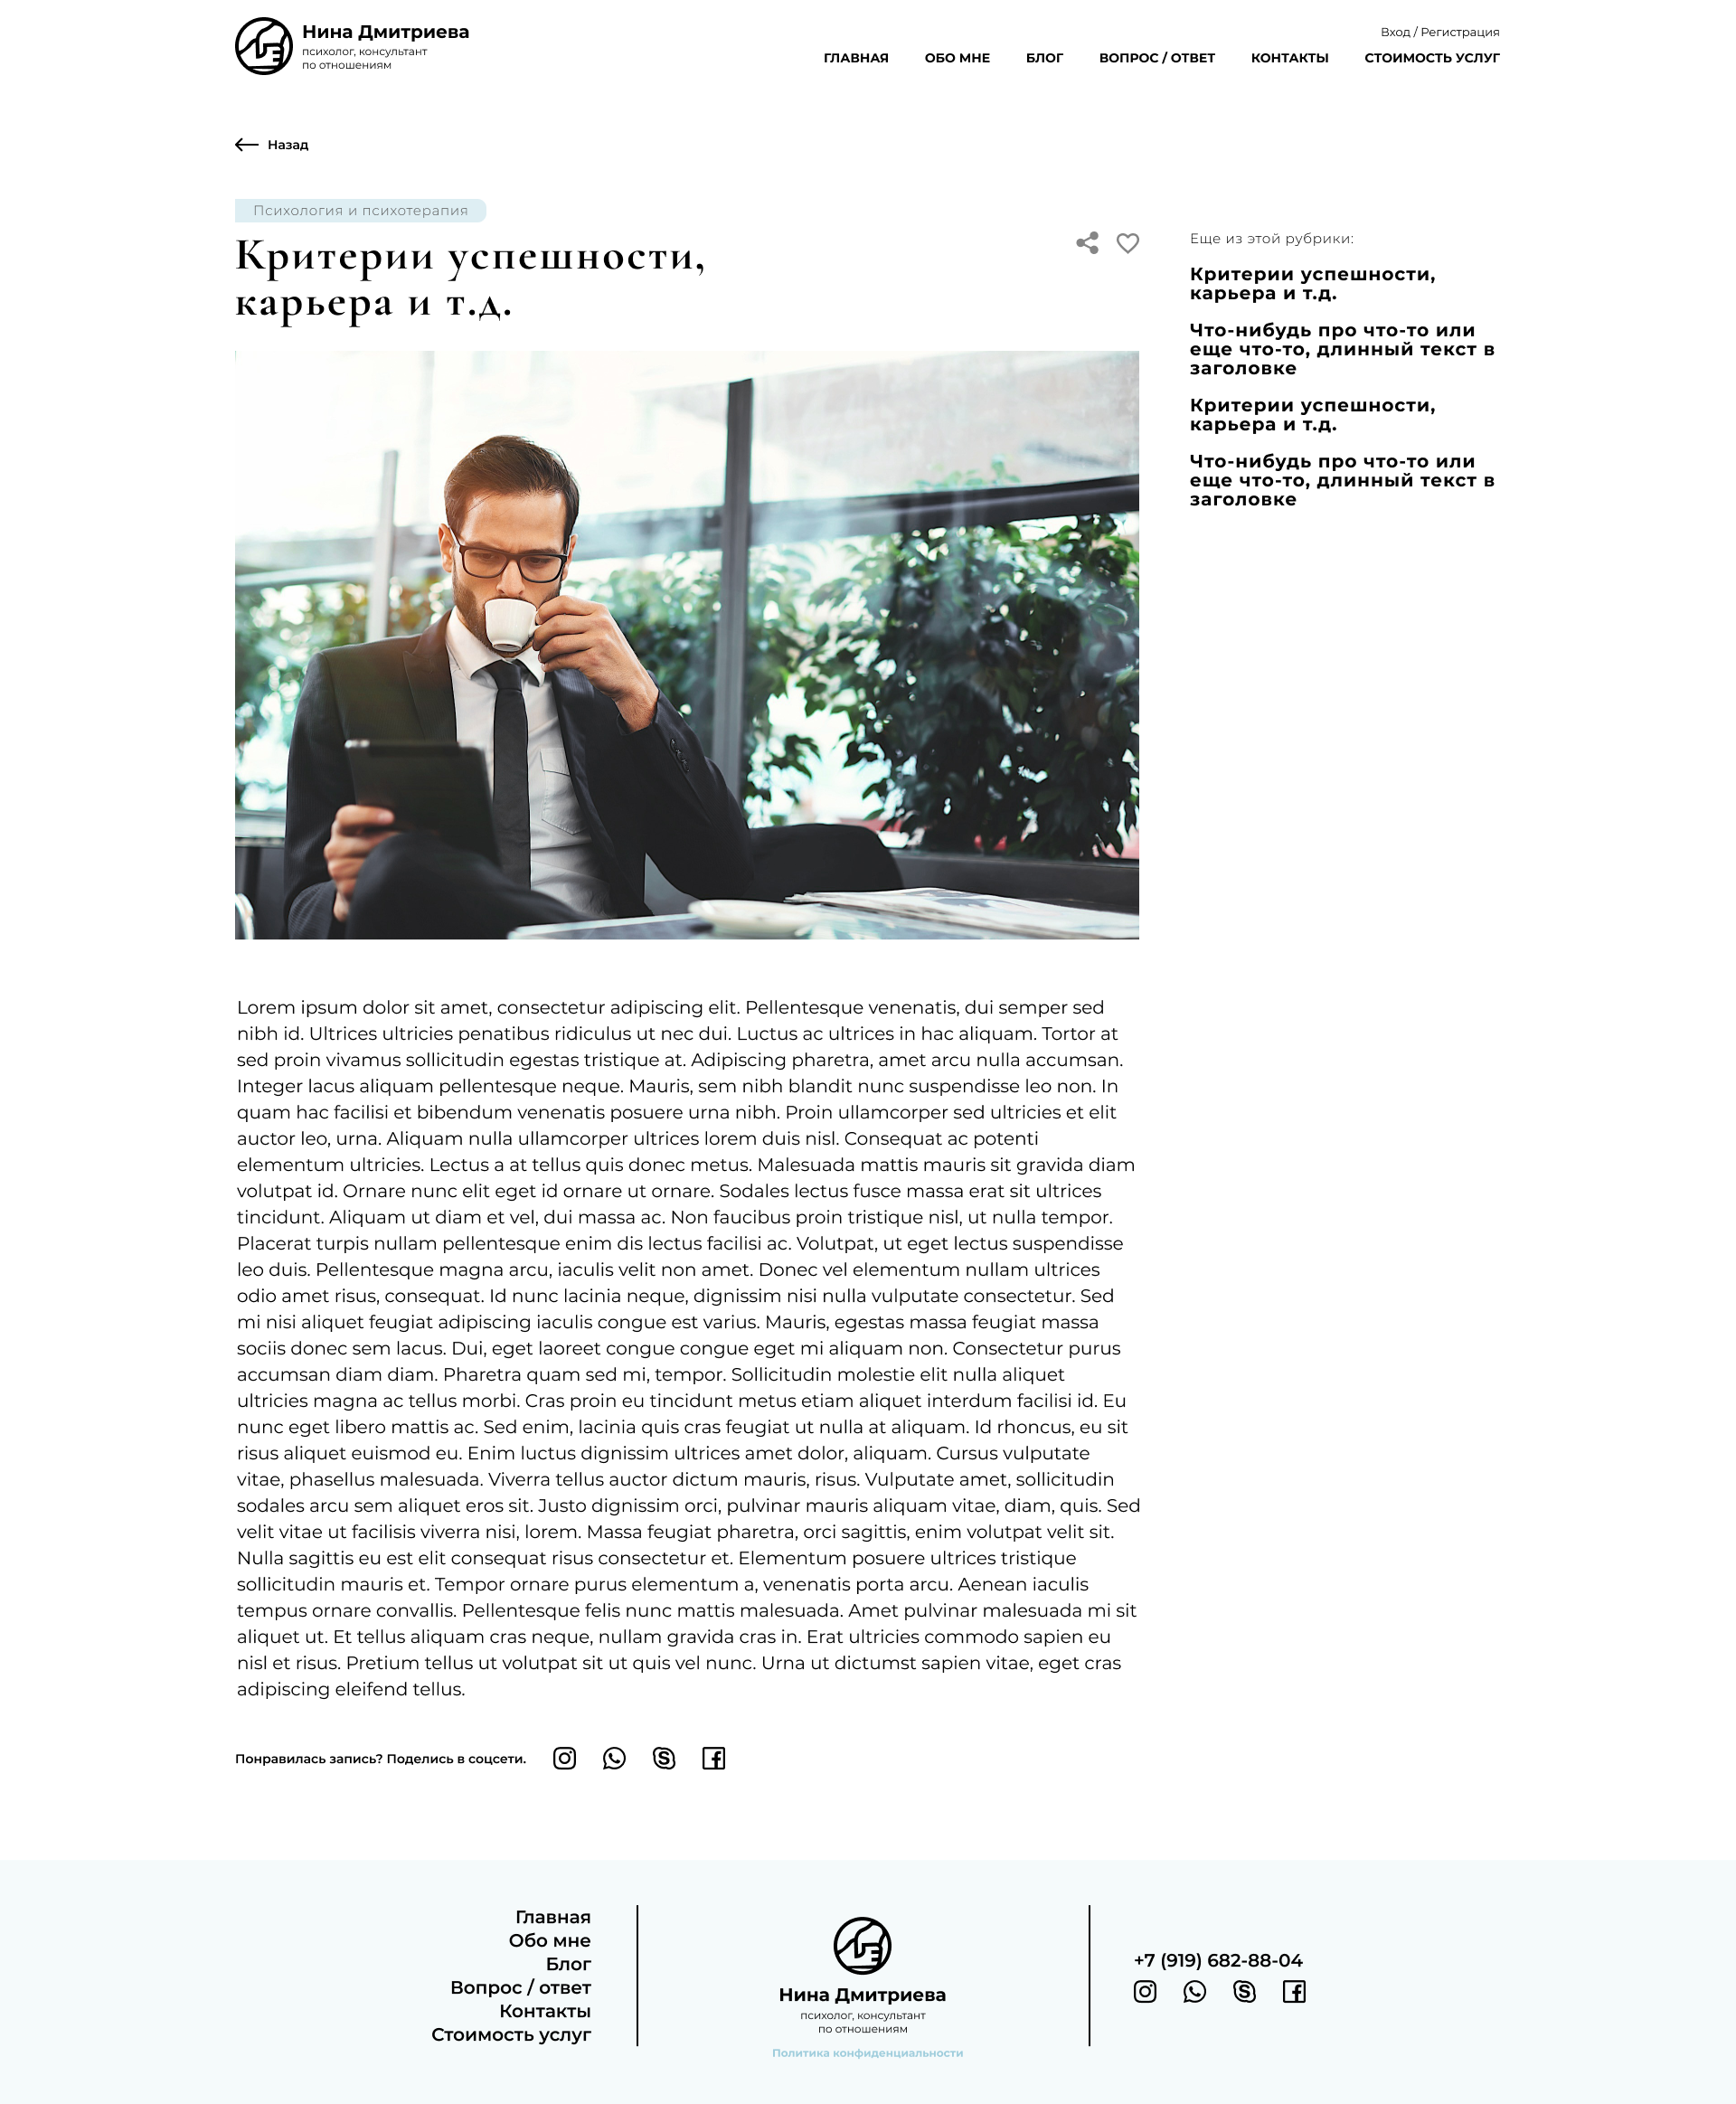 Нина Дмитриева
психолог, консультант
по отношениям
Вход / Регистрация
ГЛАВНАЯ ОБО МНЕ БЛОГ ВОПРОС / ОТВЕТ КОНТАКТЫ СТОИМОСТЬ УСЛУГ
Назад
Психология и психотерапия
Критерии успешности,
карьера и т.д.
Еще из этой рубрики:
Критерии успешности,
карьера и т.д.
Что-нибудь про что-то или
еще что-то, длинный текст в
заголовке
Критерии успешности,
карьера и т.д.
Что-нибудь про что-то или
еще что-то, длинный текст в
заголовке
Lorem ipsum dolor sit amet, consectetur adipiscing elit. Pellentesque venenatis, dui semper sed
nibh id. Ultrices ultricies penatibus ridiculus ut nec dui. Luctus ac ultrices in hac aliquam. Tortor at
sed proin vivamus sollicitudin egestas tristique at. Adipiscing pharetra, amet arcu nulla accumsan.
Integer lacus aliquam pellentesque neque. Mauris, sem nibh blandit nunc suspendisse leo non. In
quam hac facilisi et bibendum venenatis posuere urna nibh. Proin ullamcorper sed ultricies et elit
auctor leo, urna. Aliquam nulla ullamcorper ultrices lorem duis nisl. Consequat ac potenti
elementum ultricies. Lectus a at tellus quis donec metus. Malesuada mattis mauris sit gravida diam
volutpat id. Ornare nunc elit eget id ornare ut ornare. Sodales lectus fusce massa erat sit ultrices
tincidunt. Aliquam ut diam et vel, dui massa ac. Non faucibus proin tristique nisl, ut nulla tempor.
Placerat turpis nullam pellentesque enim dis lectus facilisi ac. Volutpat, ut eget lectus suspendisse
leo duis. Pellentesque magna arcu, iaculis velit non amet. Donec vel elementum nullam ultrices
odio amet risus, consequat. Id nunc lacinia neque, dignissim nisi nulla vulputate consectetur. Sed
mi nisi aliquet feugiat adipiscing iaculis congue est varius. Mauris, egestas massa feugiat massa
sociis donec sem lacus. Dui, eget laoreet congue congue eget mi aliquam non. Consectetur purus
accumsan diam diam. Pharetra quam sed mi, tempor. Sollicitudin molestie elit nulla aliquet
ultricies magna ac tellus morbi. Cras proin eu tincidunt metus etiam aliquet interdum facilisi id. Eu
nunc eget libero mattis ac. Sed enim, lacinia quis cras feugiat ut nulla at aliquam. Id rhoncus, eu sit
risus aliquet euismod eu. Enim luctus dignissim ultrices amet dolor, aliquam. Cursus vulputate
vitae, phasellus malesuada. Viverra tellus auctor dictum mauris, risus. Vulputate amet, sollicitudin
sodales arcu sem aliquet eros sit. Justo dignissim orci, pulvinar mauris aliquam vitae, diam, quis. Sed
velit vitae ut facilisis viverra nisi, lorem. Massa feugiat pharetra, orci sagittis, enim volutpat velit sit.
Nulla sagittis eu est elit consequat risus consectetur et. Elementum posuere ultrices tristique
sollicitudin mauris et. Tempor ornare purus elementum a, venenatis porta arcu. Aenean iaculis
tempus ornare convallis. Pellentesque felis nunc mattis malesuada. Amet pulvinar malesuada mi sit
aliquet ut. Et tellus aliquam cras neque, nullam gravida cras in. Erat ultricies commodo sapien eu
nisl et risus. Pretium tellus ut volutpat sit ut quis vel nunc. Urna ut dictumst sapien vitae, eget cras
adipiscing eleifend tellus.
Понравилась запись? Поделись в соцсети.
Главная
Обо мне
Блог
Вопрос / ответ
Контакты
Стоимость услуг
Нина Дмитриева
психолог, консультант
по отношениям
Политика конфиденциальности
+7 (919) 682-88-04